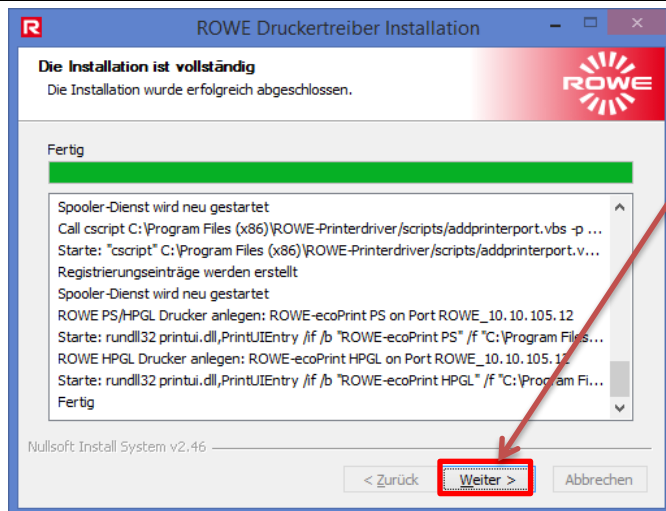 ROWE Druckertreiber Installation
Die Installation ist vollständig
Die Installation wurde erfolgreich abgeschlossen.
ROWE
Fertig
Spooler-Dienst wird neu gestartet
Call cscript C:\Program Files (x86)\ROWE-Printerdriver/scripts/addprinterport.vbs -p ...
Starte: "cscript" C:\Program Files (x86)\ROWE-Printerdriver/scripts/addprinterport.v...
Registrierungseinträge werden erstellt
Spooler-Dienst wird neu gestartet
ROWE PS/HPGL Drucker anlegen: ROWE-ecoPrint PS on Port ROWE_10.10.105.12
Starte: rundll32 printui.dll,PrintUIEntry /if /b "ROWE-ecoPrint PS" /f "C:\Program Files...
ROWE HPGL Drucker anlegen: ROWE-ecoPrint HPGL on Port ROWE_10.10.105.12
Starte: rundll32 printui.dll,PrintUIEntry /if /b "ROWE-ecoPrint HPGL" /f "C:\Program Fi...
Fertig
Nullsoft Install System v2.46
< Zurück Weiter > Abbrechen